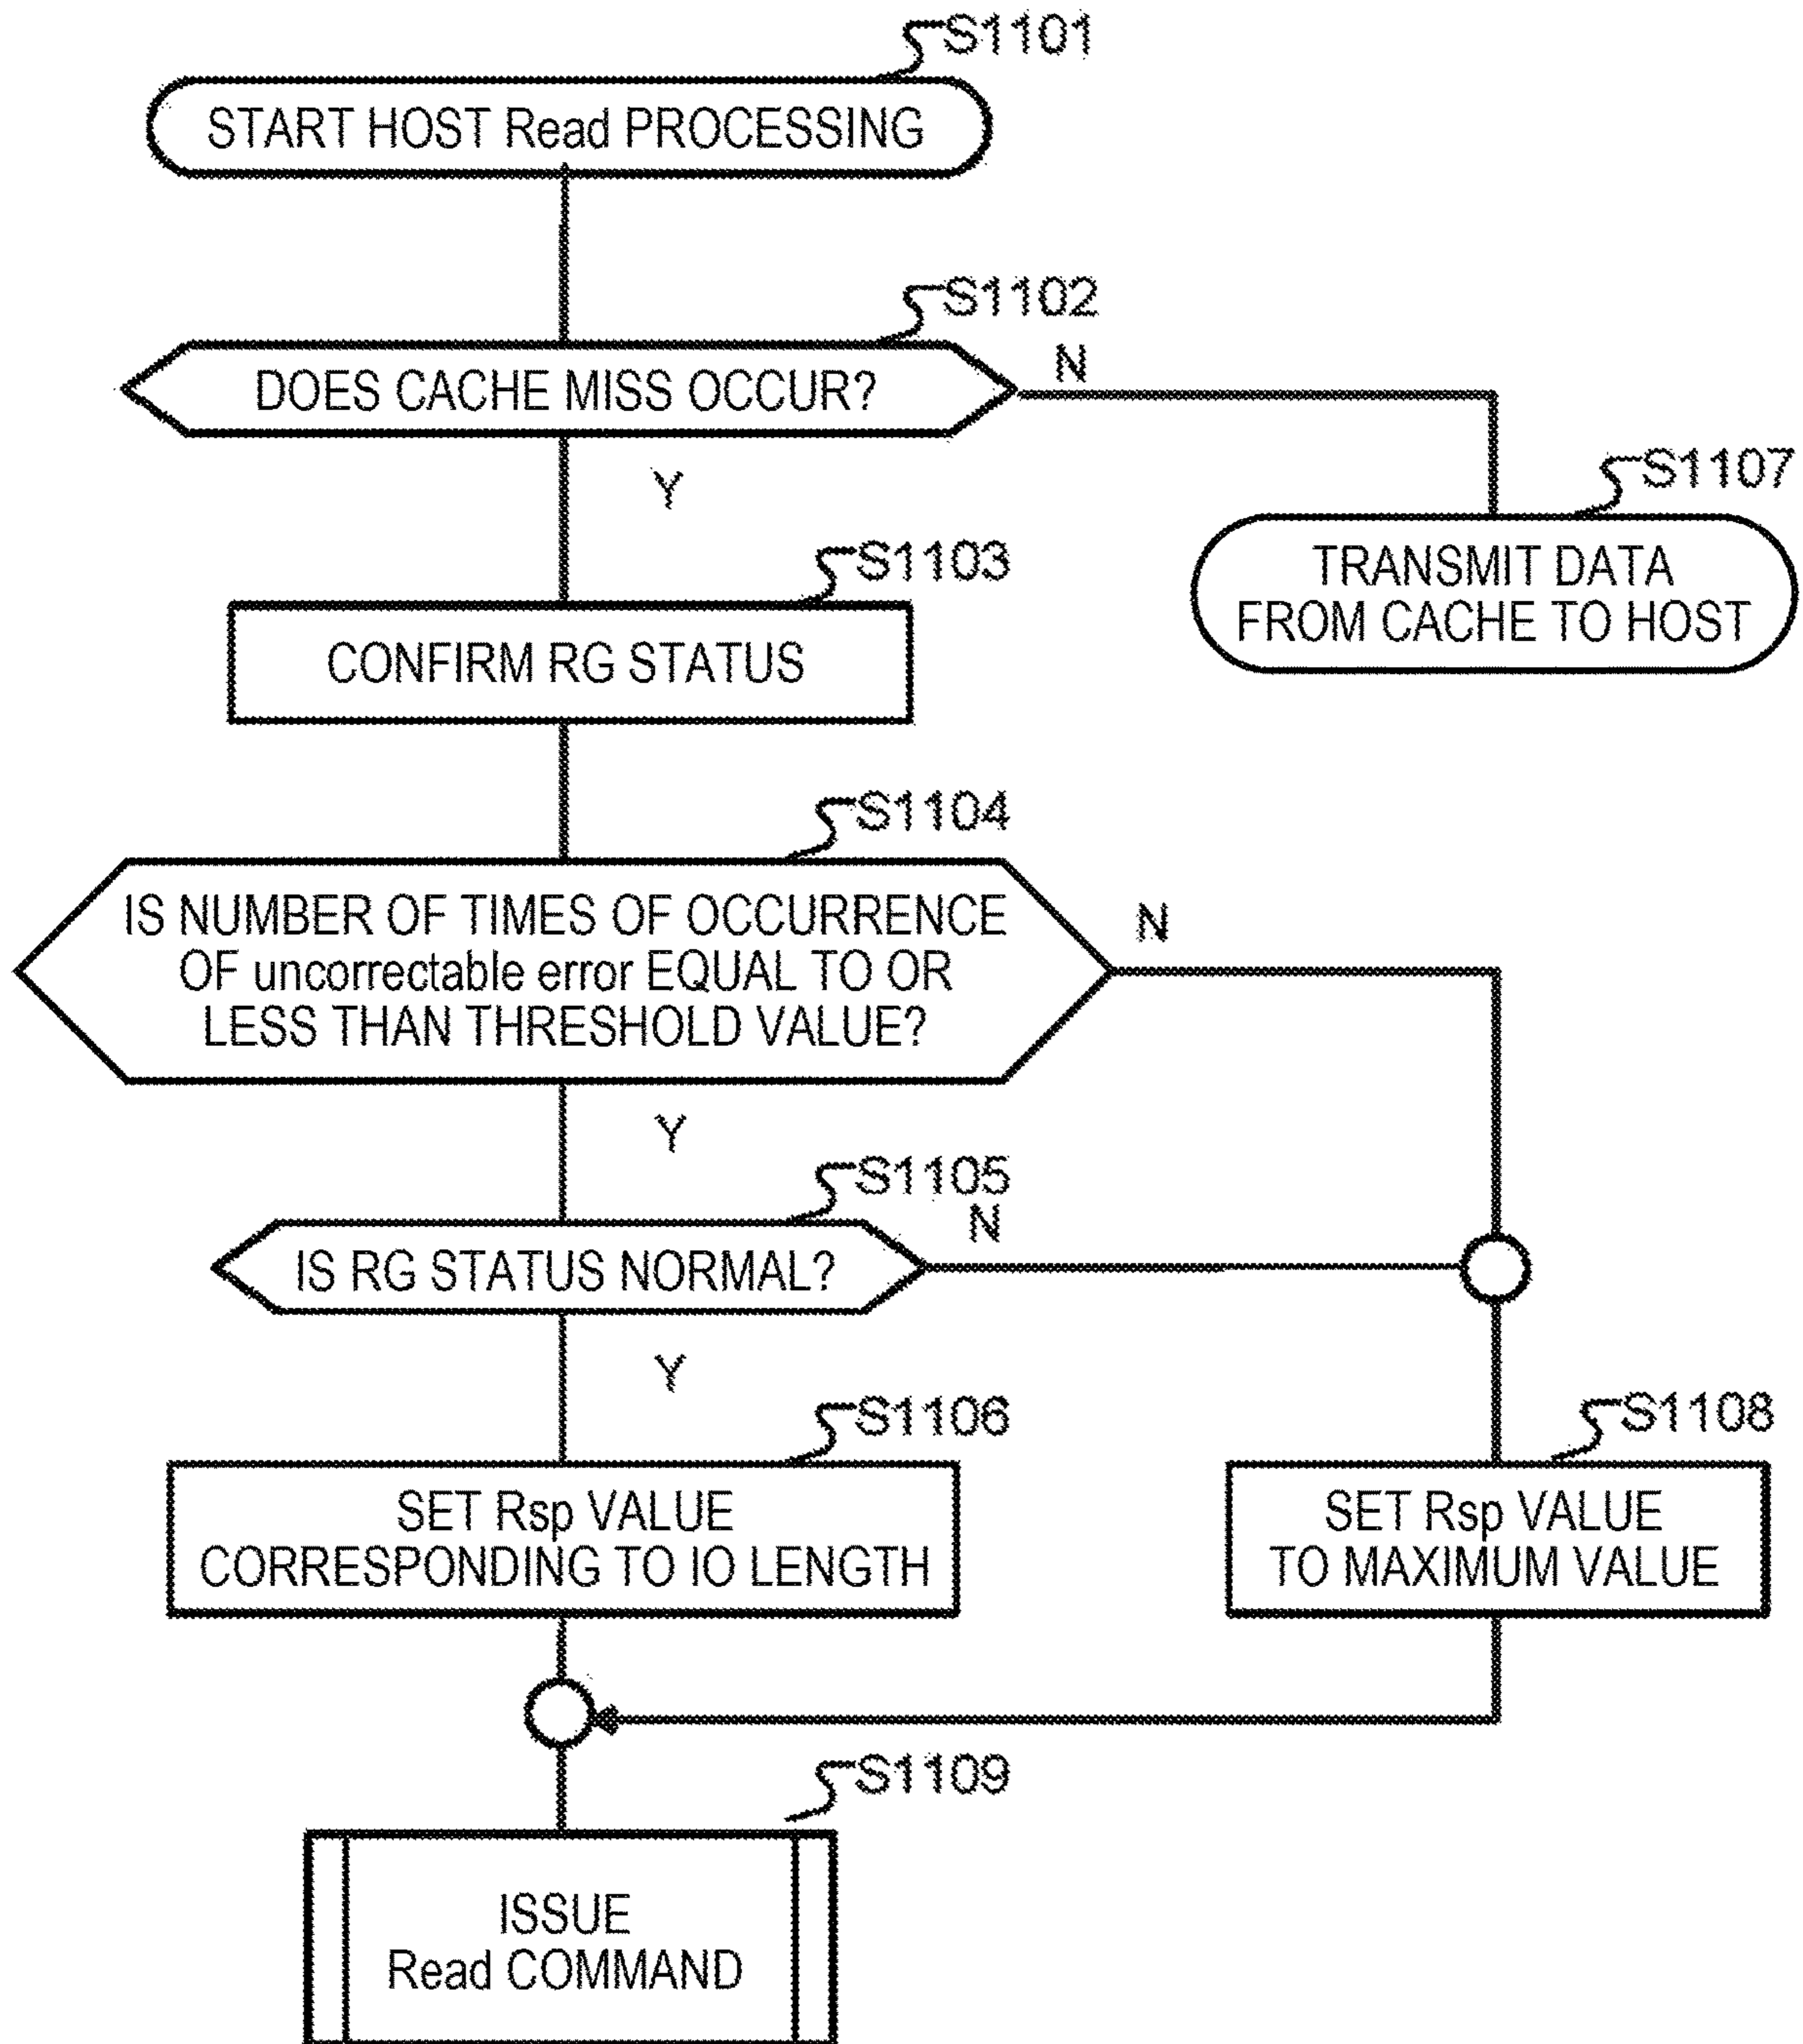 S1101
START HOST Read PROCESSING
S1102
DOES CACHE MISS OCCUR?
N
Y
S1107
TRANSMIT DATA
FROM CACHE TO HOST
S1103
CONFIRM RG STATUS
S1104
IS NUMBER OF TIMES OF OCCURRENCE
OF uncorrectable error EQUAL TO OR
LESS THAN THRESHOLD VALUE?
N
Y
S1105
IS RG STATUS NORMAL?
N
Y
S1106
SET Rsp VALUE
CORRESPONDING TO IO LENGTH
S1108
SET Rsp VALUE
TO MAXIMUM VALUE
S1109
ISSUE
Read COMMAND